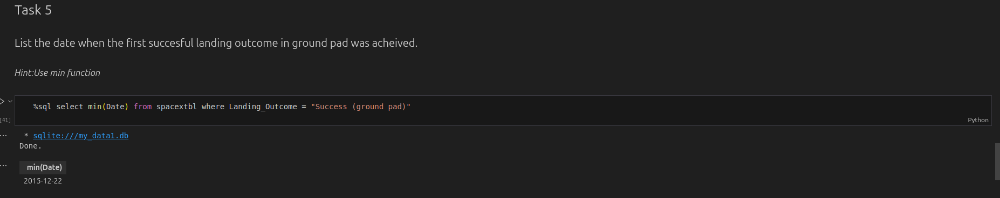 Task 5
List the date when the first succesful landing outcome in ground pad was acheived.
Hint:Use min function
%sql select min(Date) from spacextbl where Landing_Outcome = "Success (ground pad)"
[41]
Python
* sqlite:///my_data1.db
Done.
min(Date)
2015-12-22